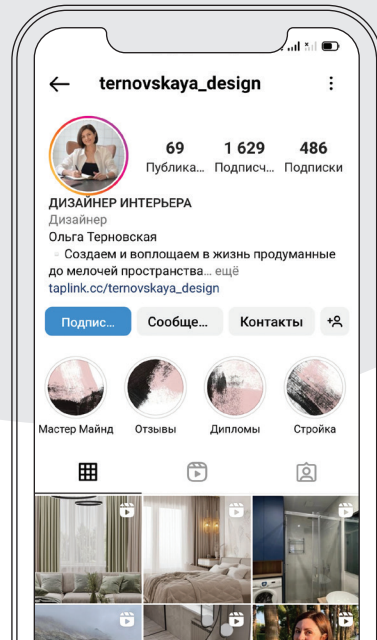 ternovskaya_design
69 1 629 486
Публика... Подписч... Подписки
ДИЗАЙНЕР ИНТЕРЬЕРА
Дизайнер
Ольга Терновская
Создаем и воплощаем в жизнь продуманные
до мелочей пространства... ещё
taplink.cc/ternovskaya_design
Подпис... Сообще... Контакты
Мастер Майнд Отзывы Дипломы Стройка